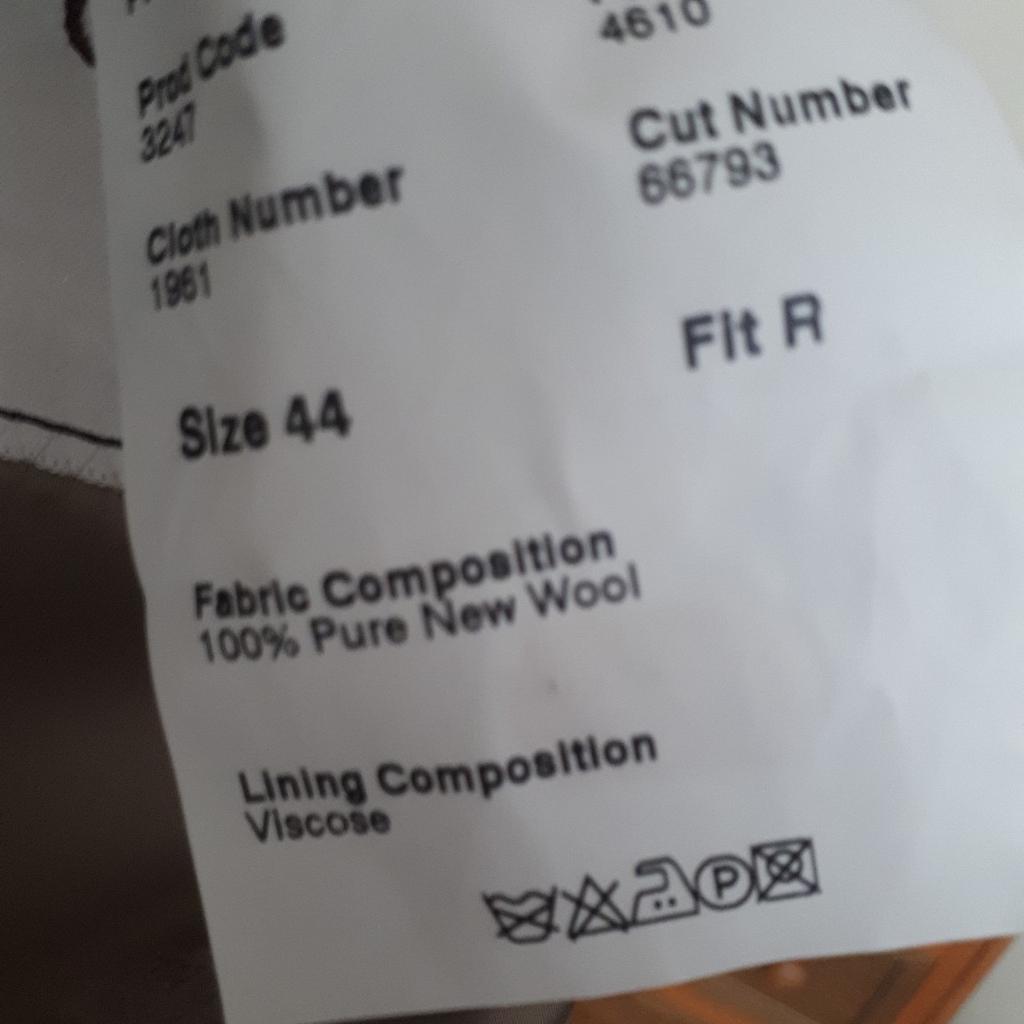 Prod Code
3247
4610
Cut Number
66793
Cloth Number
1961
Fit R
Size 44
Fabric Composition
100% Pure New Wool
Lining Composition
Viscose
P